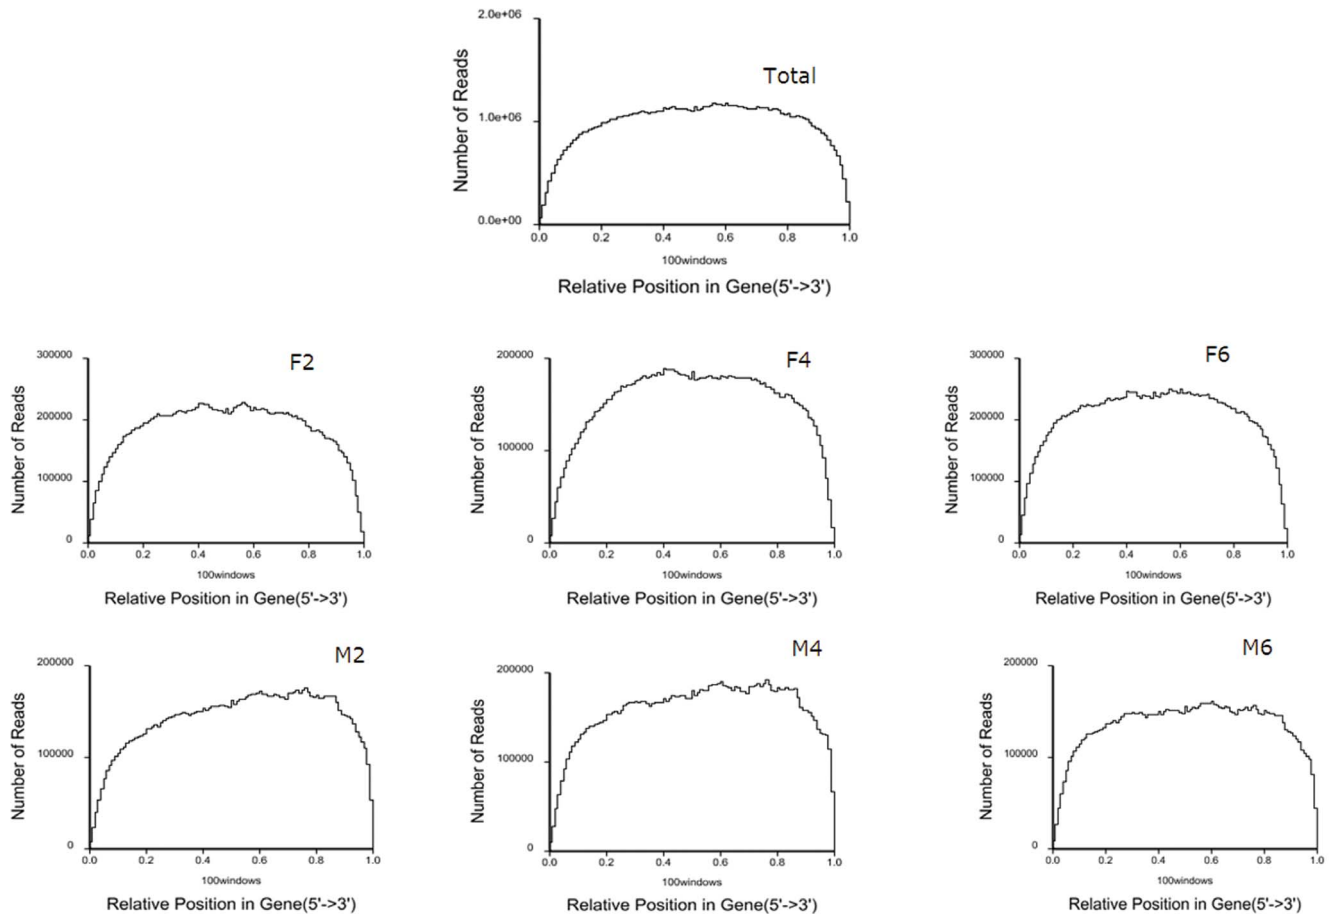 2.0e+06
Total
Number of Reads
1.0e+06
0.0e+00
0.0 0.2 0.4 0.6 0.8 1.0
100windows
Relative Position in Gene(5'->3')
F2
300000
Number of Reads
200000
100000
0
0.0 0.2 0.4 0.6 0.8 1.0
100windows
Relative Position in Gene(5'->3')
F4
200000
Number of Reads
100000
0
0.0 0.2 0.4 0.6 0.8 1.0
100windows
Relative Position in Gene(5'->3')
F6
300000
Number of Reads
200000
100000
0
0.0 0.2 0.4 0.6 0.8 1.0
100windows
Relative Position in Gene(5'->3')
M2
200000
Number of Reads
100000
0
0.0 0.2 0.4 0.6 0.8 1.0
100windows
Relative Position in Gene(5'->3')
M4
200000
Number of Reads
100000
0
0.0 0.2 0.4 0.6 0.8 1.0
100windows
Relative Position in Gene(5'->3')
M6
200000
Number of Reads
100000
0
0.0 0.2 0.4 0.6 0.8 1.0
100windows
Relative Position in Gene(5'->3')